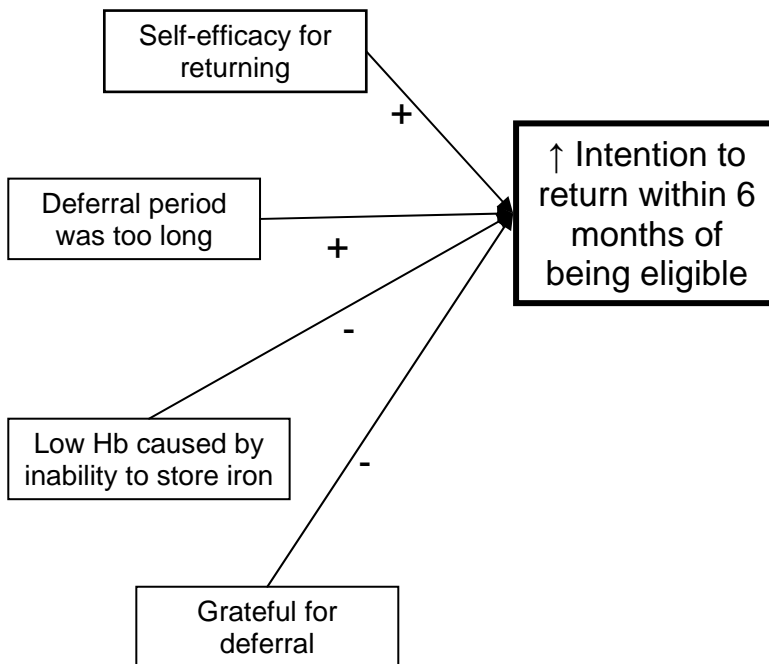 Self-efficacy for
returning
+
↑ Intention to
return within 6
months of
being eligible
Deferral period
was too long
+
-
Low Hb caused by
inability to store iron
-
Grateful for
deferral